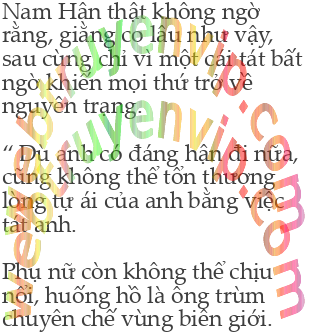 Nam Hân thật không ngờ
rằng, giằng co lâu như vậy,
sau cùng chỉ vì một cái tát bất
ngờ khiến mọi thứ trở về
nguyên trạng.
“ Dù anh có đáng hận đi nữa,
cũng không thể tổn thương
lòng tự ái của anh bằng việc
tát anh.
Phụ nữ còn không thể chịu
nổi, huống hồ là ông trùm
chuyên chế vùng biên giới.